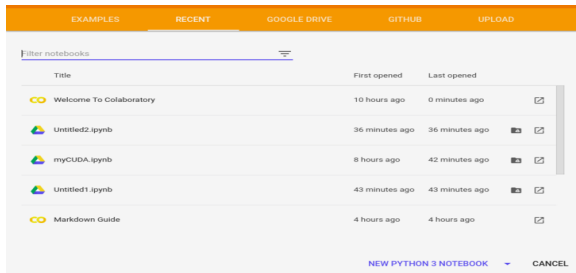 EXAMPLES RECENT GOOGLE DRIVE GITHUB UPLOAD
Filter notebooks
Title First opened Last opened
CO Welcome To Colaboratory 10 hours ago 0 minutes ago
Untitled2.ipynb 36 minutes ago 36 minutes ago
myCUDA.ipynb 8 hours ago 42 minutes ago
Untitled1.ipynb 43 minutes ago 43 minutes ago
CO Markdown Guide 4 hours ago 4 hours ago
NEW PYTHON 3 NOTEBOOK CANCEL